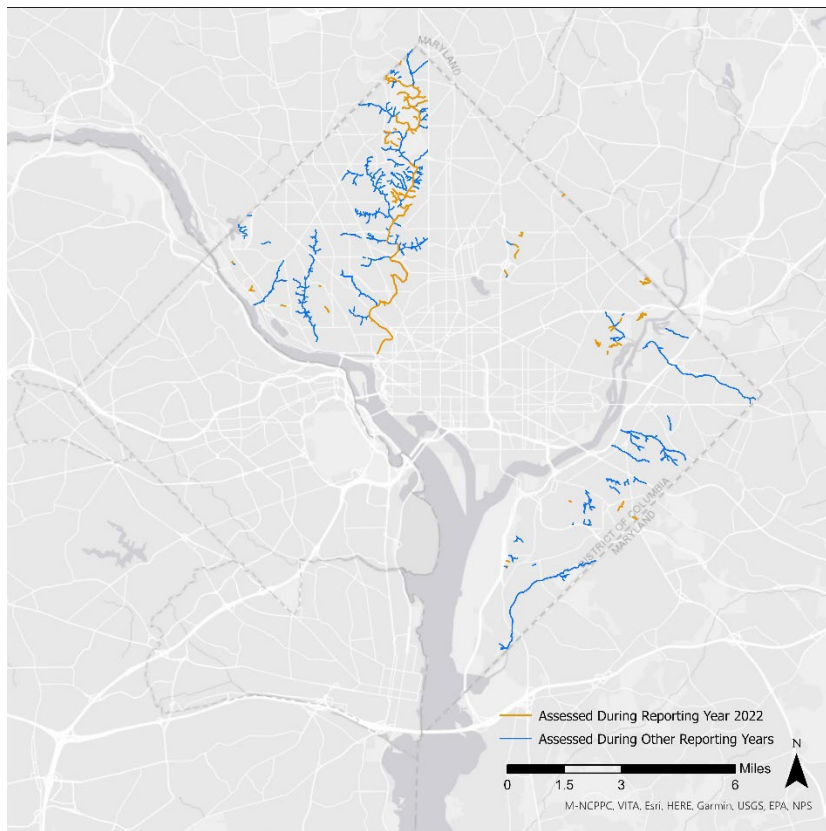 MARYLAND
DISTRICT OF COLUMBIA
MARYLAND
Assessed During Reporting Year 2022
Assessed During Other Reporting Years
N
Miles
0 1.5 3 6
M-NCPPC, VITA, Esri, HERE, Garmin, USGS, EPA, NPS